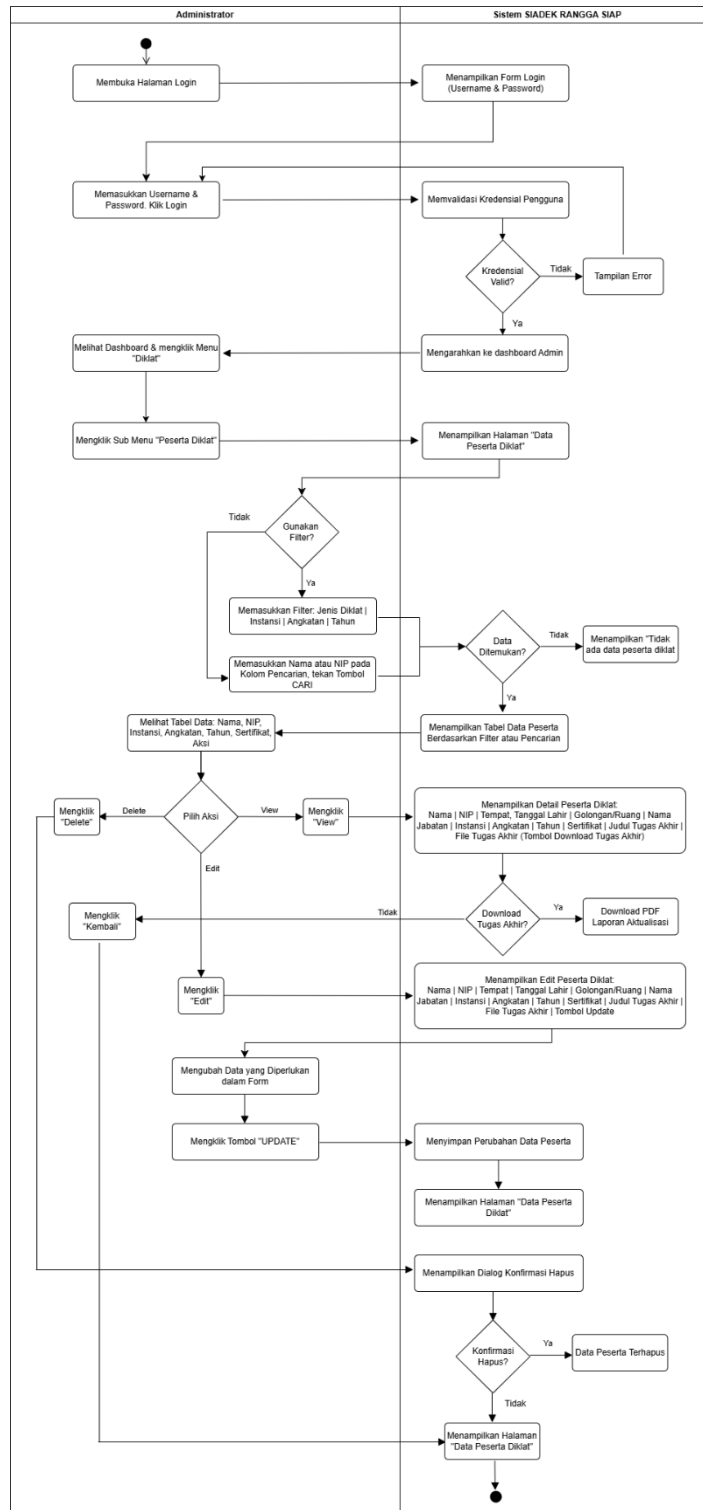 Administrator
Sistem SIADEK RANGGA SIAP
Membuka Halaman Login
Menampilkan Form Login
(Username & Password)
Memasukkan Username &
Password. Klik Login
Memvalidasi Kredensial Pengguna
Kredensial
Valid?
Tidak
Tampilan Error
Ya
Melihat Dashboard & mengklik Menu
"Diklat"
Mengarahkan ke dashboard Admin
Mengklik Sub Menu "Peserta Diklat"
Menampilkan Halaman "Data
Peserta Diklat"
Tidak
Gunakan
Filter?
Ya
Memasukkan Filter: Jenis Diklat |
Instansi | Angkatan | Tahun
Memasukkan Nama atau NIP pada
Kolom Pencarian, tekan Tombol
CARI
Data
Ditemukan?
Tidak
Menampilkan "Tidak
ada data peserta diklat
Ya
Melihat Tabel Data: Nama, NIP,
Instansi, Angkatan, Tahun, Sertifikat,
Aksi
Menampilkan Tabel Data Peserta
Berdasarkan Filter atau Pencarian
Mengklik
"Delete"
Delete
Pilih Aksi
View
Mengklik
"View"
Menampilkan Detail Peserta Diklat:
Nama | NIP | Tempat, Tanggal Lahir | Golongan/Ruang | Nama
Jabatan | Instansi | Angkatan | Tahun | Sertifikat | Judul Tugas Akhir |
File Tugas Akhir (Tombol Download Tugas Akhir)
Edit
Mengklik
"Kembali"
Tidak
Download
Tugas Akhir?
Ya
Download PDF
Laporan Aktualisasi
Mengklik
"Edit"
Menampilkan Edit Peserta Diklat:
Nama | NIP | Tempat | Tanggal Lahir | Golongan/Ruang | Nama
Jabatan | Instansi | Angkatan | Tahun | Sertifikat | Judul Tugas Akhir |
File Tugas Akhir | Tombol Update
Mengubah Data yang Diperlukan
dalam Form
Mengklik Tombol "UPDATE"
Menyimpan Perubahan Data Peserta
Menampilkan Halaman "Data Peserta
Diklat"
Menampilkan Dialog Konfirmasi Hapus
Konfirmasi
Hapus?
Ya
Data Peserta Terhapus
Tidak
Menampilkan Halaman
"Data Peserta Diklat"